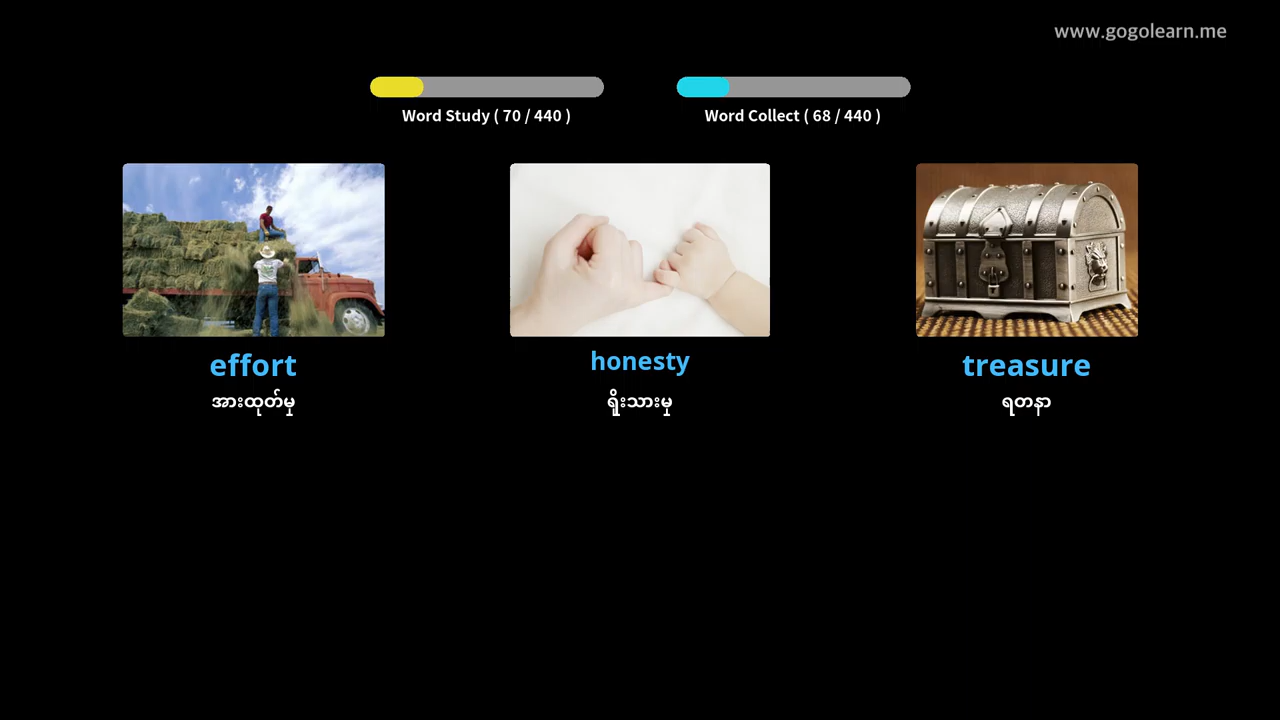 www.gogolearn.me
Word Study ( 70 / 440 )
Word Collect ( 68 / 440 )
effort
honesty
treasure
အားထုတ်မှု
ရိုးသားမှု
ရတနာ